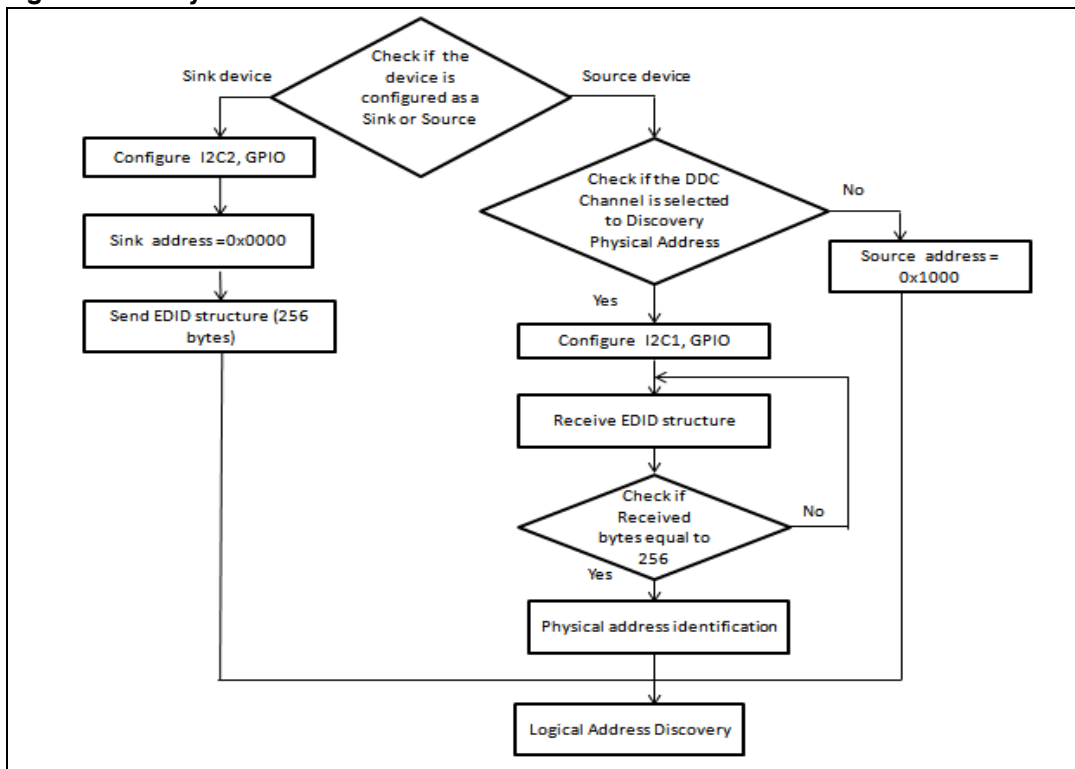 Check if the
device is
configured as a
Sink or Source
Sink device
Source device
Configure I2C2, GPIO
Sink address =0x0000
Send EDID structure (256
bytes)
Check if the DDC
Channel is selected
to Discovery
Physical Address
No
Source address =
0x1000
Yes
Configure I2C1, GPIO
Receive EDID structure
Check if
Received
bytes equal to
256
No
Yes
Physical address identification
Logical Address Discovery